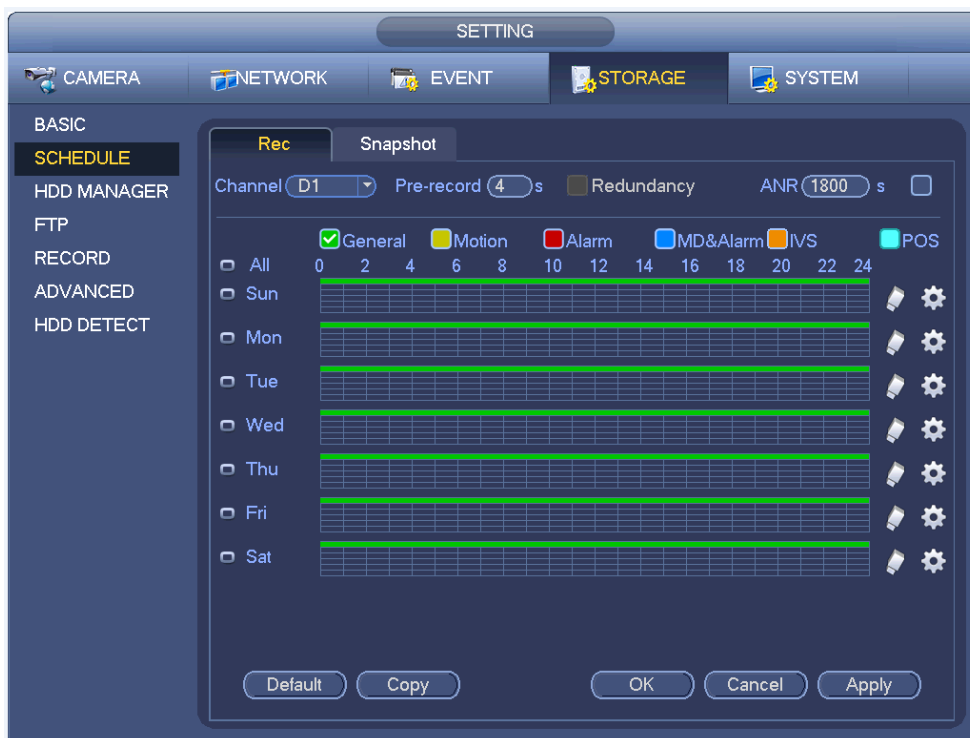 SETTING
CAMERA NETWORK EVENT STORAGE SYSTEM
BASIC
SCHEDULE
HDD MANAGER
FTP
RECORD
ADVANCED
HDD DETECT
Rec Snapshot
Channel D1 Pre-record 4 s Redundancy ANR 1800 s
General Motion Alarm MD&Alarm IVS POS
All 0 2 4 6 8 10 12 14 16 18 20 22 24
Sun
Mon
Tue
Wed
Thu
Fri
Sat
Default Copy OK Cancel Apply